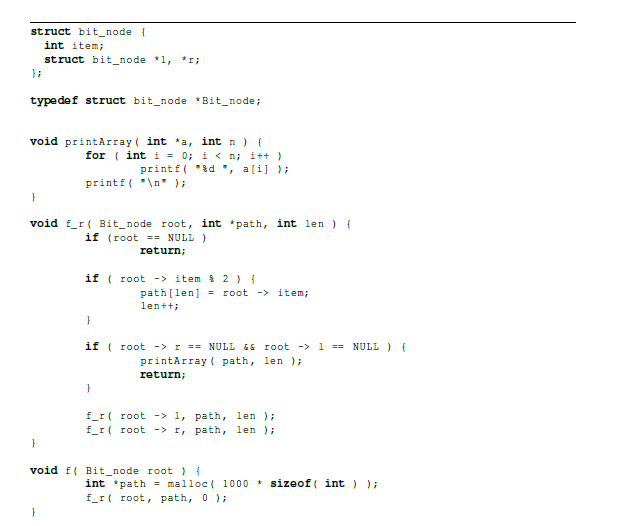 struct bit_node {
int item;
struct bit_node *l, *r;
};
typedef struct bit_node *Bit_node;
void printArray( int *a, int n ) {
for ( int i = 0; i < n; i++ )
printf( "%d ", a[i] );
printf( "\n" );
}
void f_r( Bit_node root, int *path, int len ) {
if (root == NULL )
return;
if ( root -> item % 2 ) {
path[len] = root -> item;
len++;
}
if ( root -> r == NULL && root -> l == NULL ) {
printArray( path, len );
return;
}
f_r( root -> l, path, len );
f_r( root -> r, path, len );
}
void f( Bit_node root ) {
int *path = malloc( 1000 * sizeof( int ) );
f_r( root, path, 0 );
}